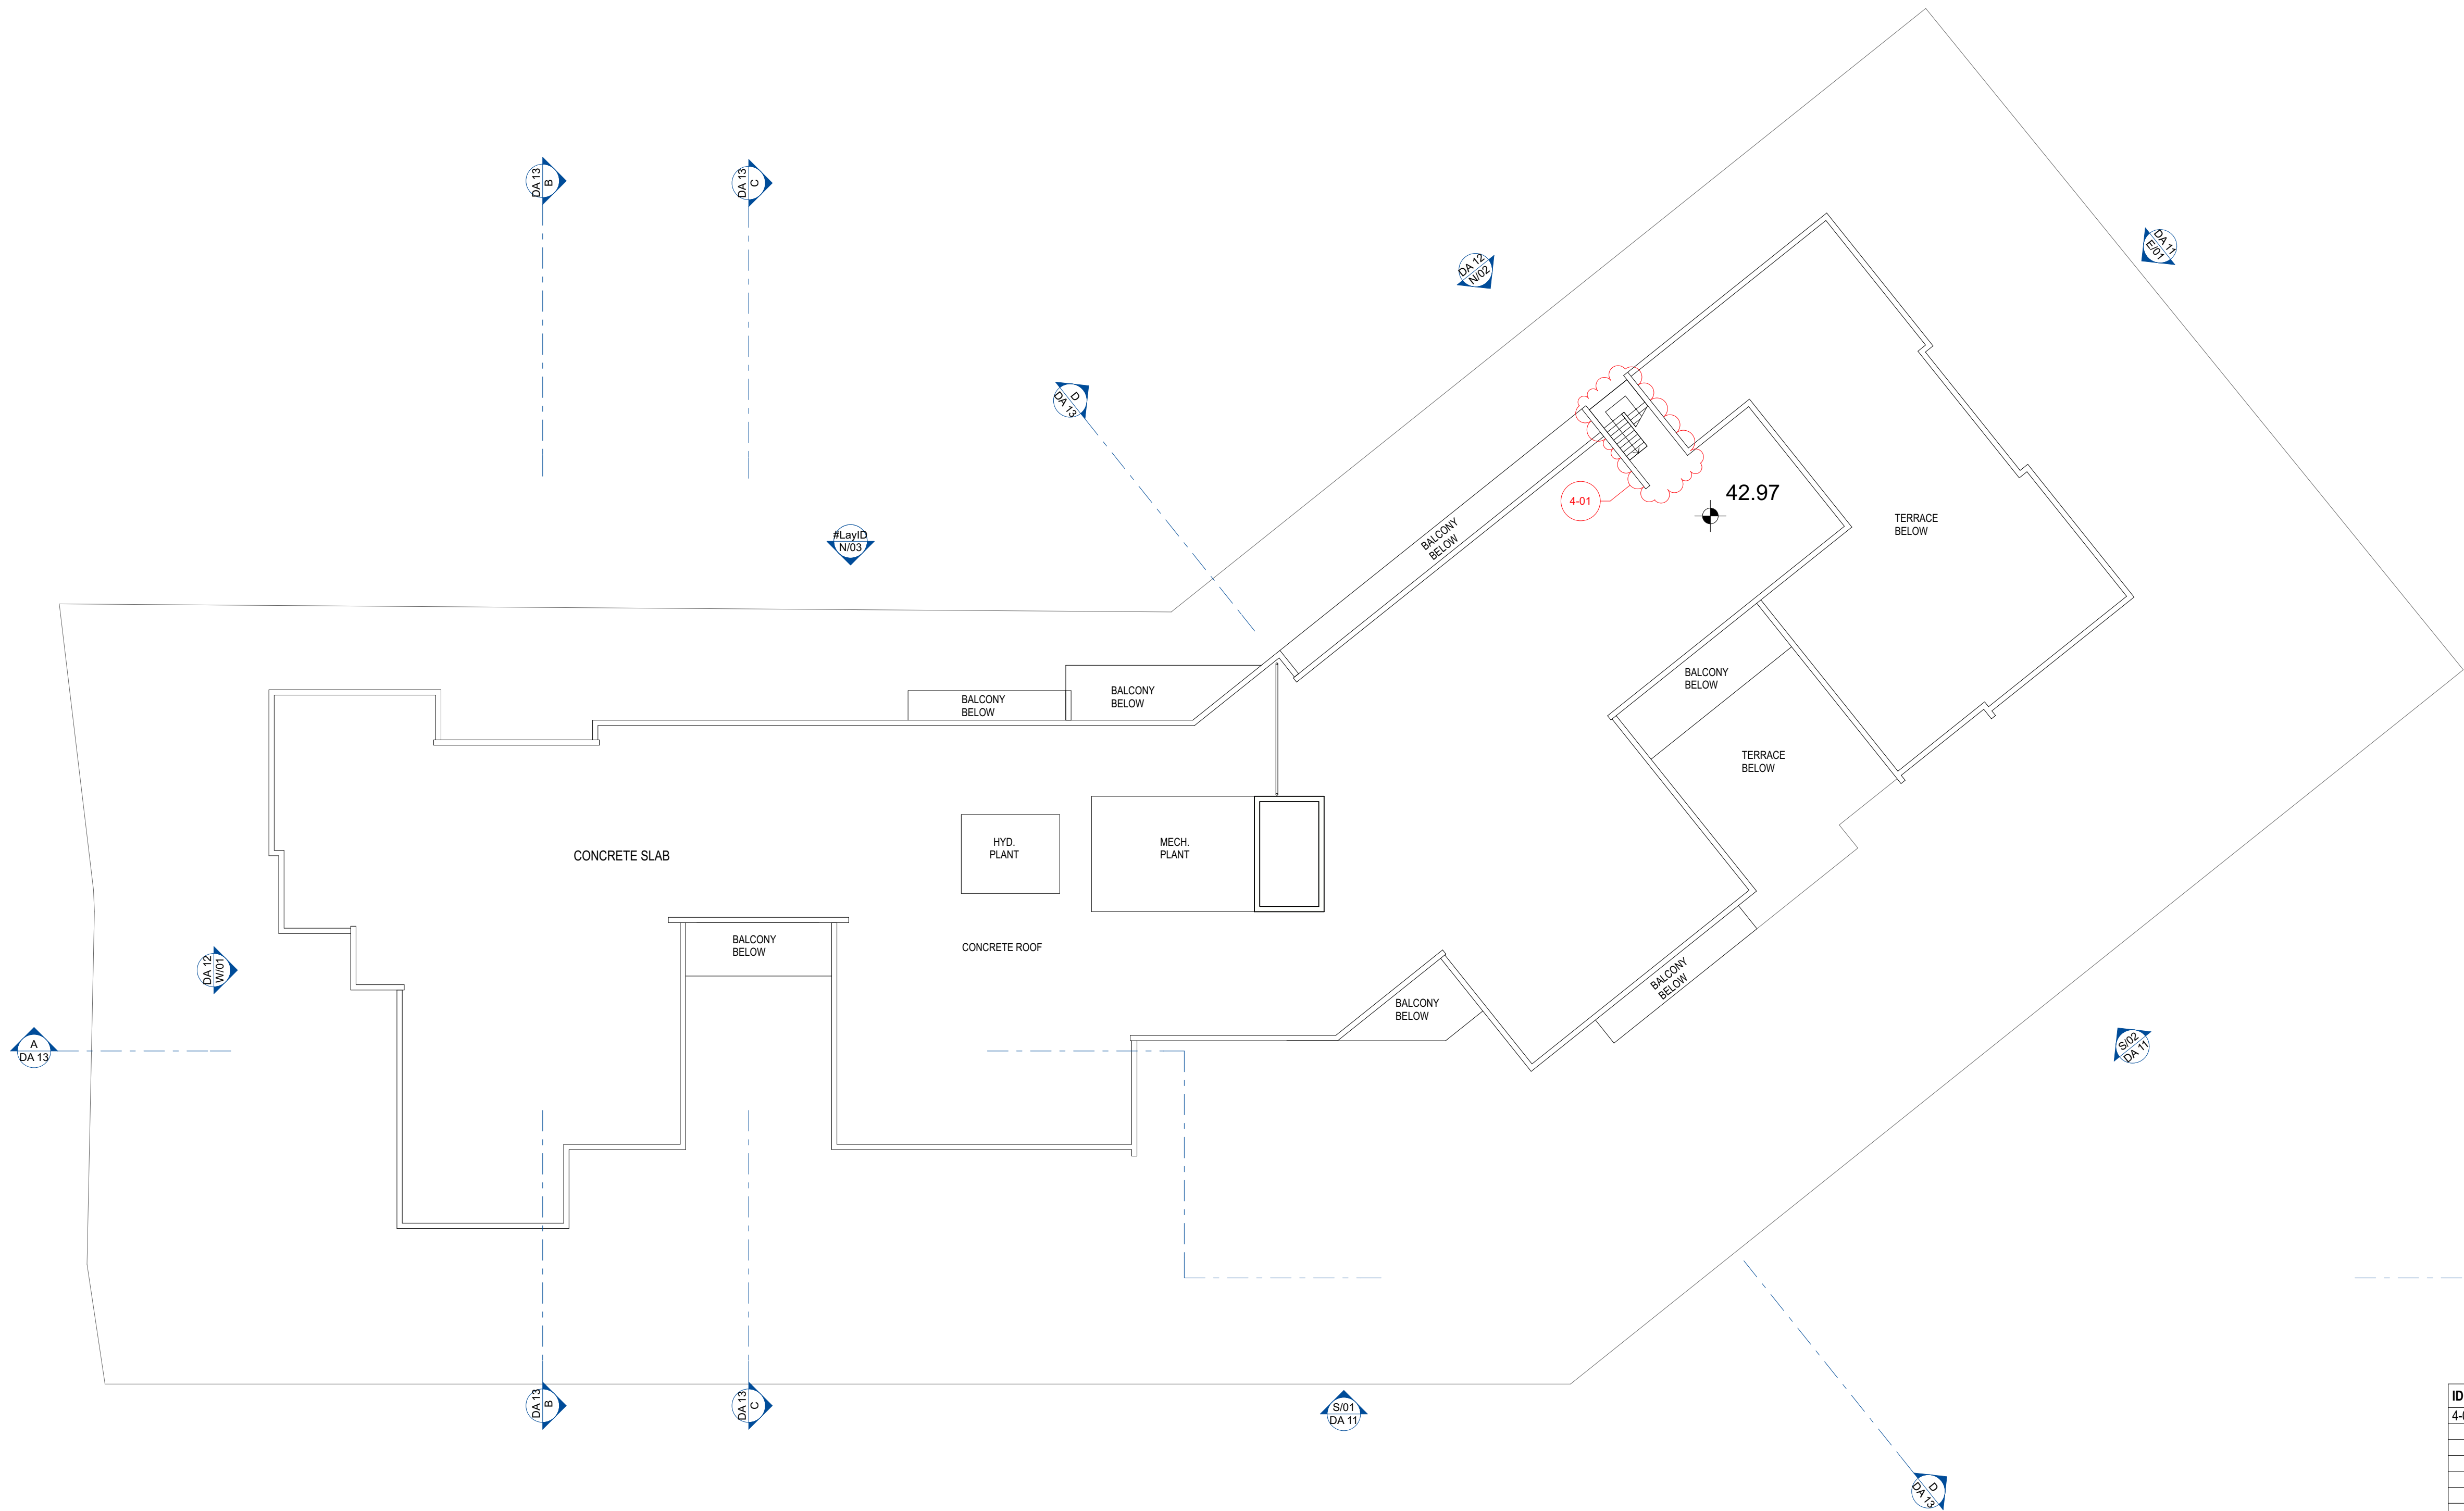 DA 13
B
DA 13
C
DA 12
N/02
DA 11
E/01
D
DA 13
4-01
42.97
#LayID
N/03
TERRACE
BELOW
BALCONY
BELOW
BALCONY
BELOW
BALCONY
BELOW
BALCONY
BELOW
TERRACE
BELOW
HYD.
PLANT
MECH.
PLANT
CONCRETE SLAB
BALCONY
BELOW
CONCRETE ROOF
DA 12
W/01
BALCONY
BELOW
BALCONY
BELOW
A
DA 13
S/02
DA 11
DA 13
B
DA 13
C
S/01
DA 11
ID
D
DA 13